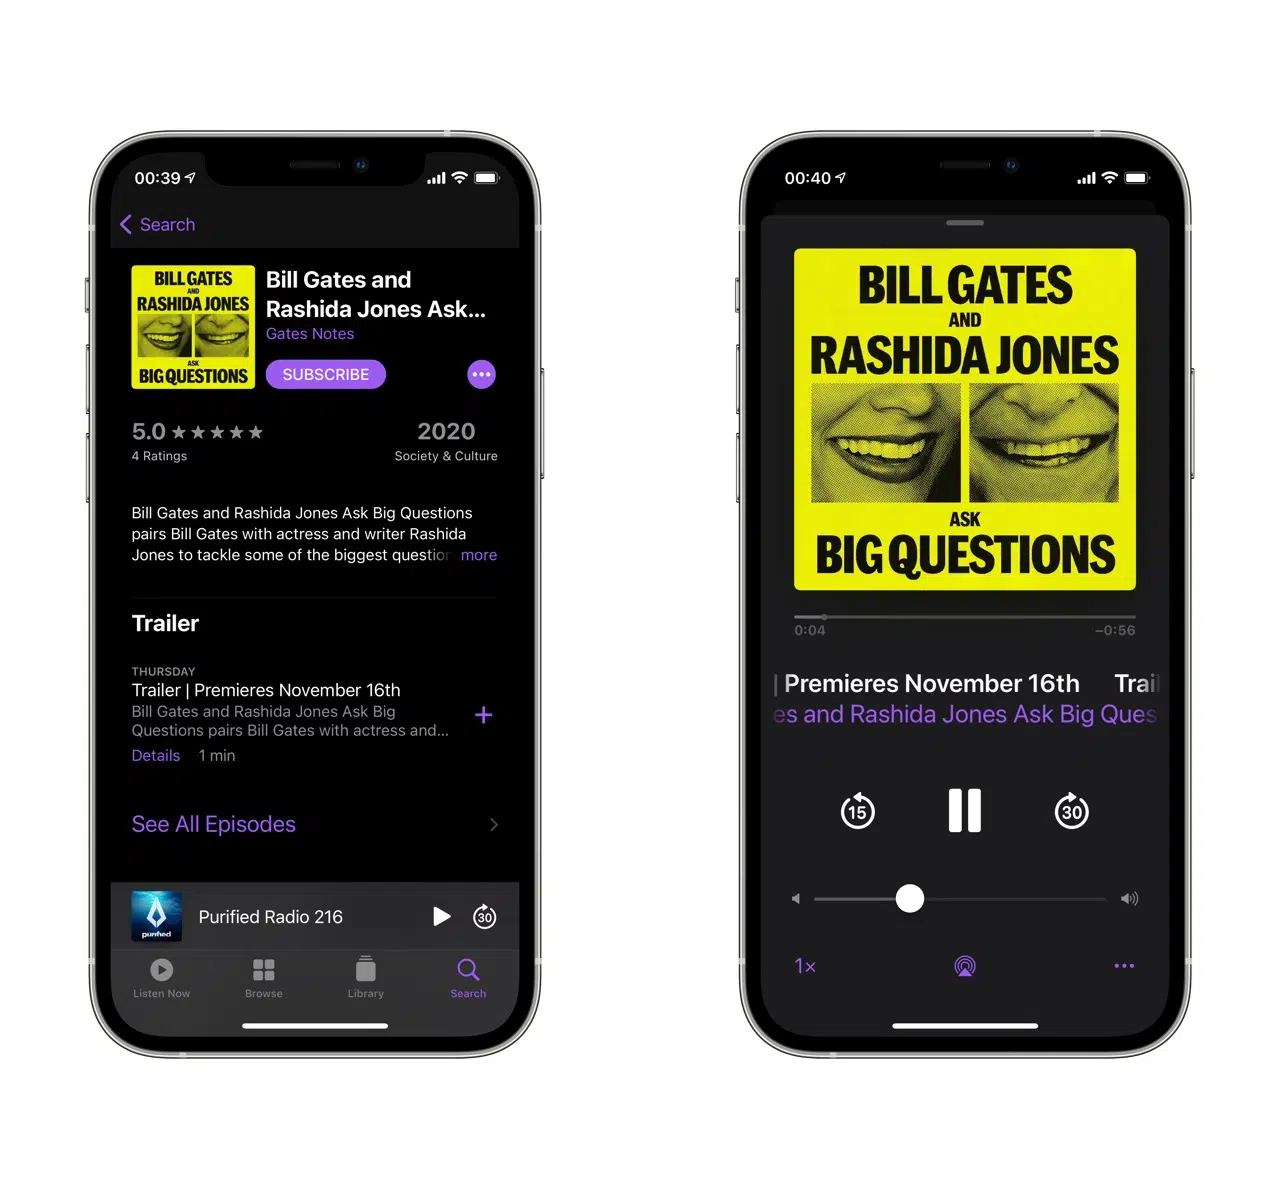 00:39
Search
BILL GATES
AND
RASHIDA JONES
ASK
BIG QUESTIONS
Bill Gates and
Rashida Jones Ask...
Gates Notes
SUBSCRIBE
5.0 ★★★★★
4 Ratings
2020
Society & Culture
Bill Gates and Rashida Jones Ask Big Questions
pairs Bill Gates with actress and writer Rashida
Jones to tackle some of the biggest question more
Trailer
THURSDAY
Trailer | Premieres November 16th
Bill Gates and Rashida Jones Ask Big
Questions pairs Bill Gates with actress and...
Details 1 min
See All Episodes
purified
Purified Radio 216
30
Listen Now
Browse
Library
Search
00:40
BILL GATES
AND
RASHIDA JONES
ASK
BIG QUESTIONS
0:04
–0:56
| Premieres November 16th Trai
es and Rashida Jones Ask Big Ques
15
30
1×